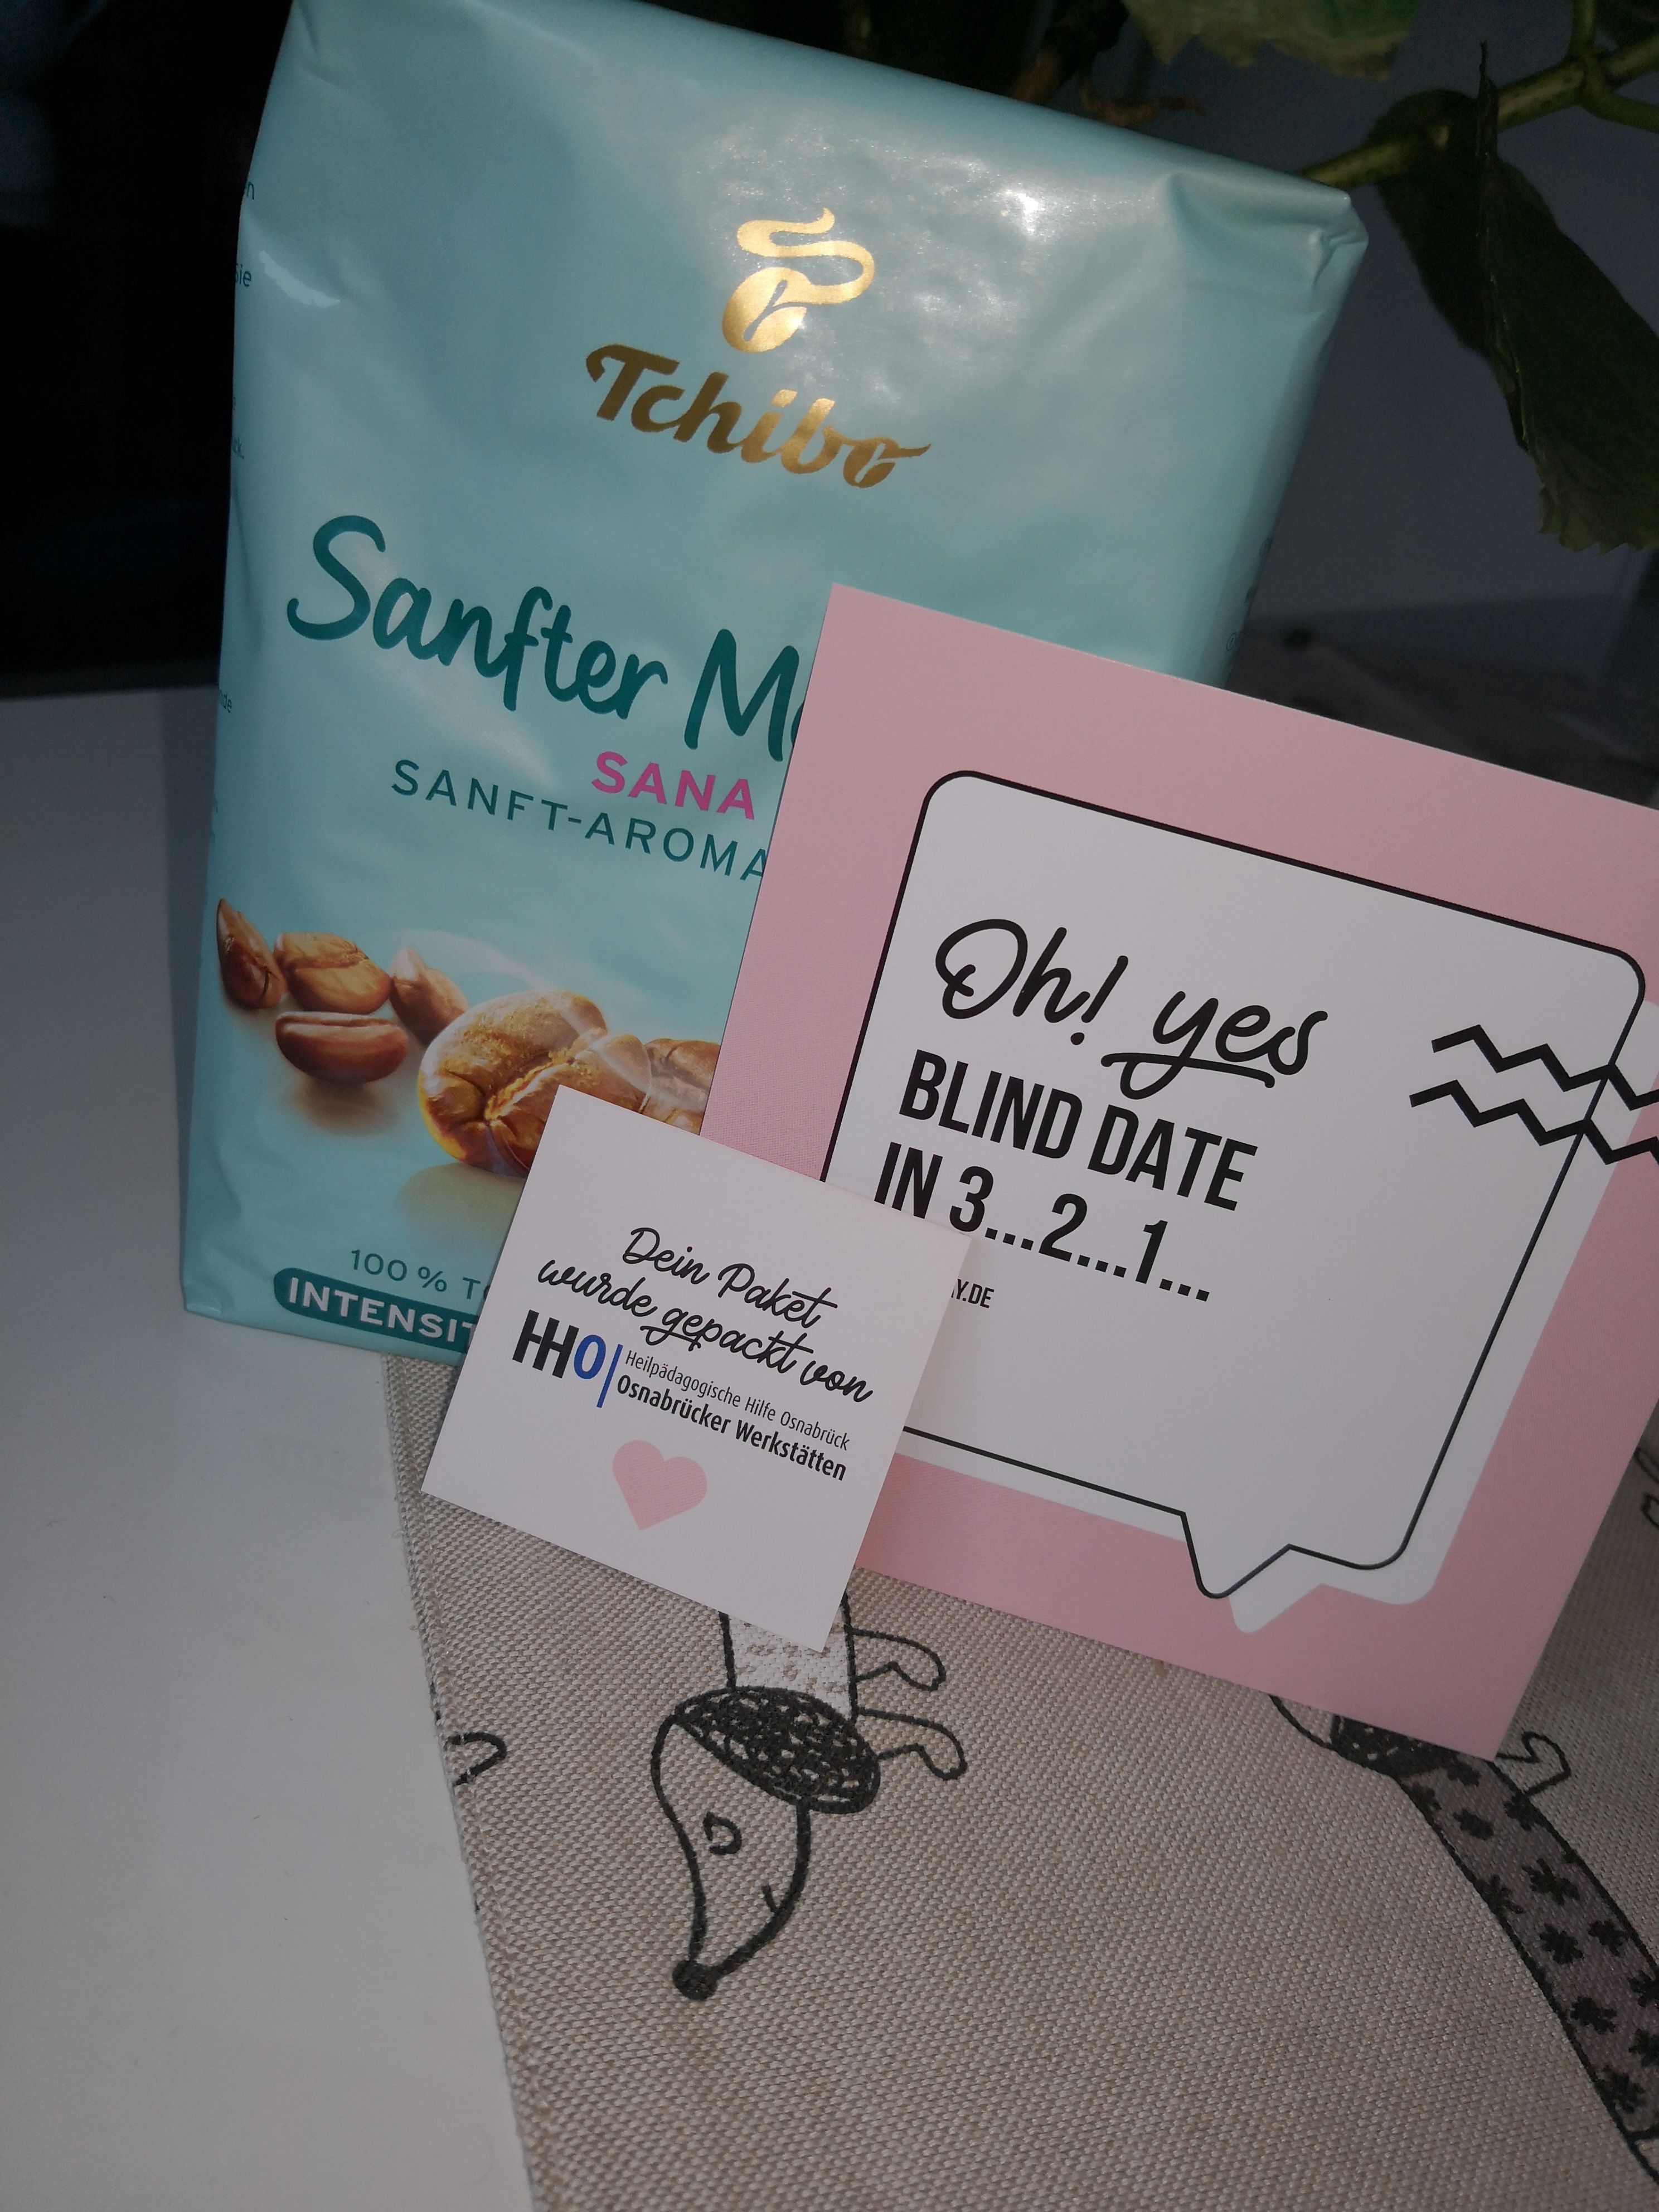 Tchibo
Sanfter
SANA
SANFT-AROMA
100 %
Oh! yes
BLIND DATE
IN 3...2...1...
Y.DE
Dein Paket
wurde gepackt von
HHO
Heilpädagogische Hilfe Osnabrück
Osnabrücker Werkstätten